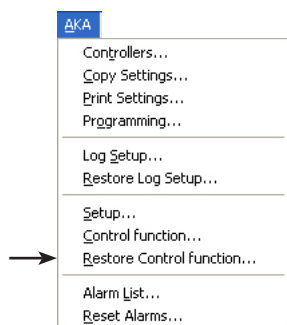 AKA
Controllers...
Copy Settings...
Print Settings...
Programming...
Log Setup...
Restore Log Setup...
Setup...
Control function...
Restore Control function...
Alarm List...
Reset Alarms...